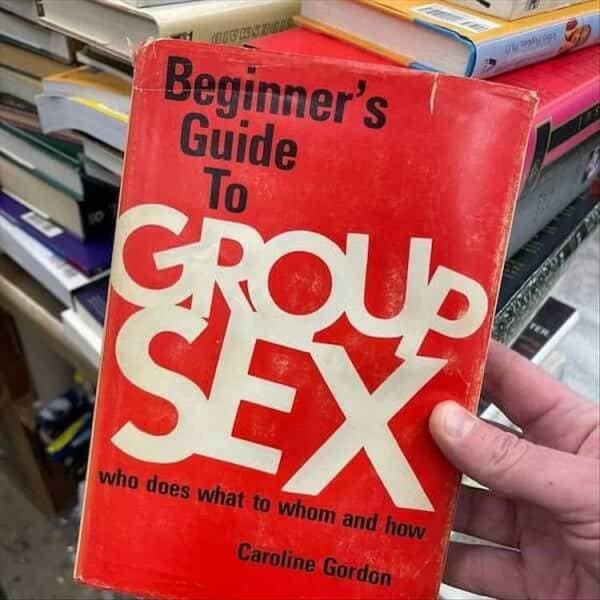 Beginner's
Guide
To
GROUP
SEX
who does what to whom and how
Caroline Gordon